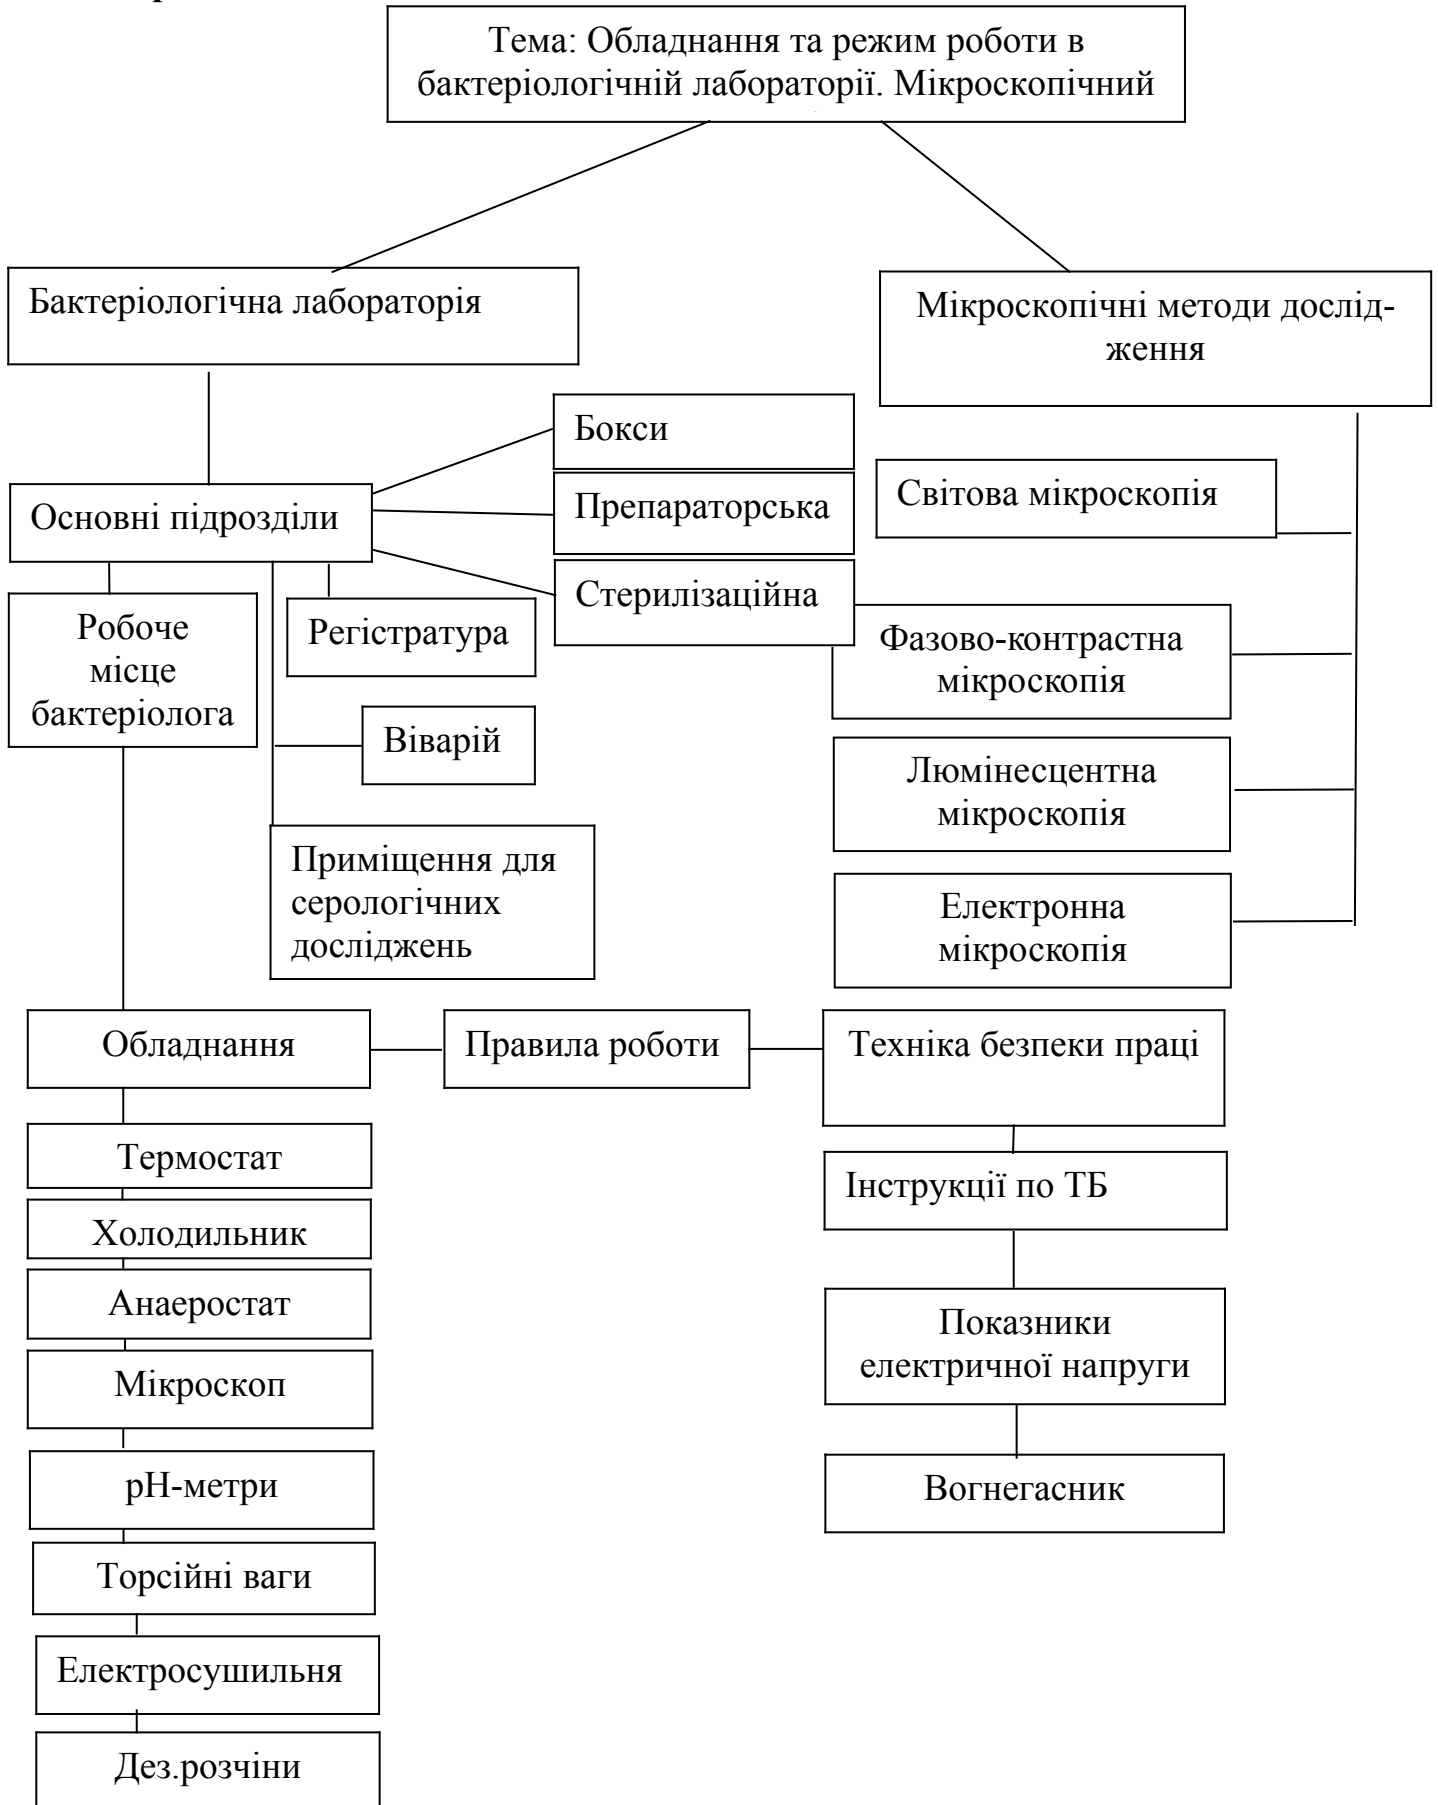 Тема: Обладнання та режим роботи в
бактеріологічній лабораторії. Мікроскопічний
Бактеріологічна лабораторія
Мікроскопічні методи дослід-
ження
Бокси
Препараторська
Стерилізаційна
Світова мікроскопія
Основні підрозділи
Робоче
місце
бактеріолога
Регістратура
Віварій
Приміщення для
серологічних
досліджень
Фазово-контрастна
мікроскопія
Люмінесцентна
мікроскопія
Електронна
мікроскопія
Обладнання
Правила роботи
Техніка безпеки праці
Термостат
Холодильник
Анаеростат
Мікроскоп
рН-метри
Торсійні ваги
Електросушильня
Дез.розчіни
Інструкції по ТБ
Показники
електричної напруги
Вогнегасник